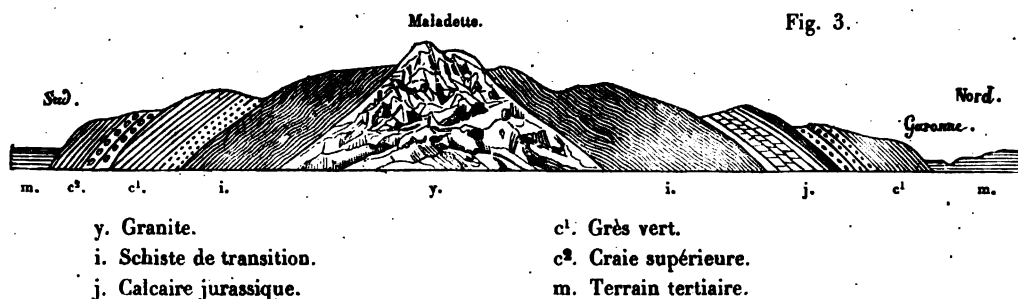 Maladette.
Fig. 3.
Sud.
Nord.
Garonne.
m. c². c¹. i. y. i. j. c¹ m.
y. Granite.
i. Schiste de transition.
j. Calcaire jurassique.
c¹. Grès vert.
c². Craie supérieure.
m. Terrain tertiaire.